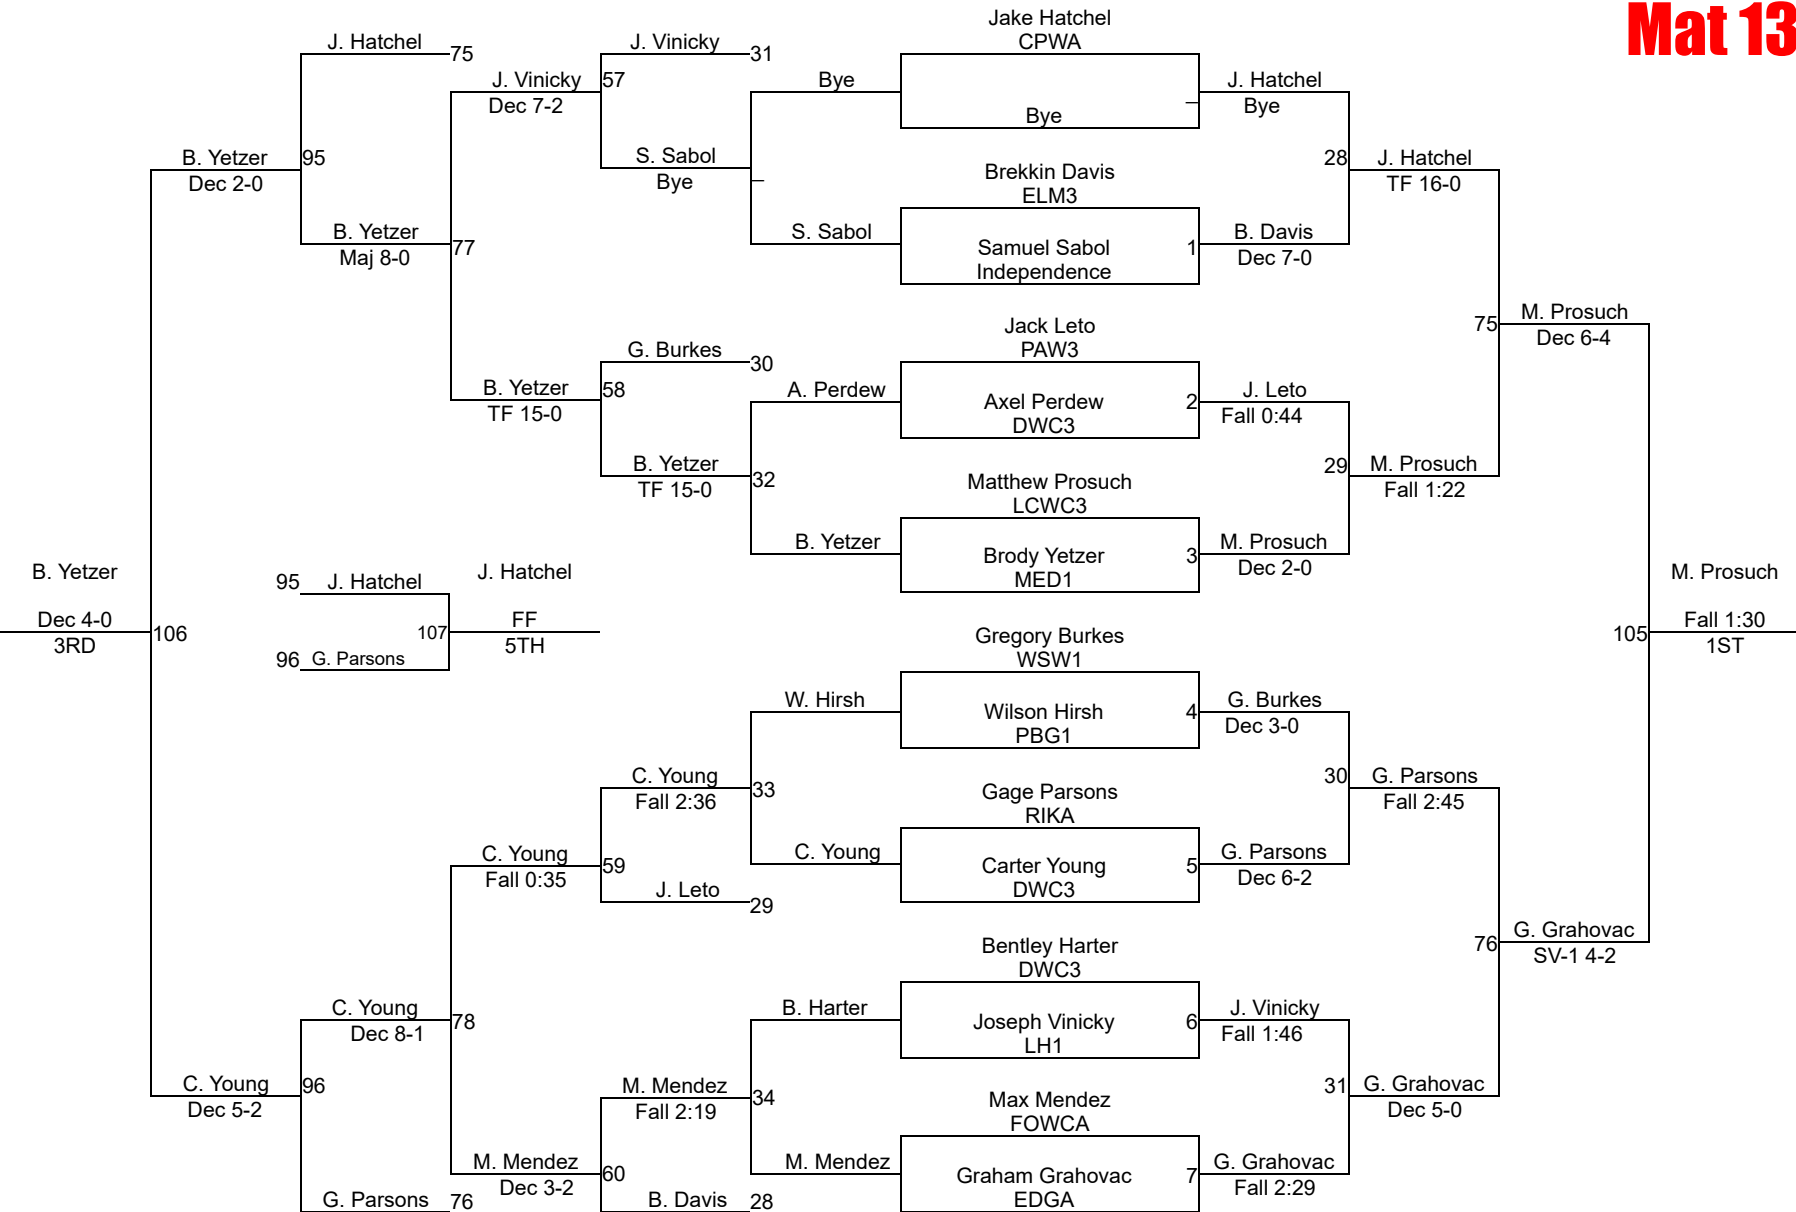 Mat 13
Jake Hatchel
CPWA
Bye
J. Hatchel
Bye
Brekkin Davis
ELM3
Samuel Sabol
Independence
1
B. Davis
Dec 7-0
28
J. Hatchel
TF 16-0
Jack Leto
PAW3
Axel Perdew
DWC3
2
J. Leto
Fall 0:44
Matthew Prosuch
LCWC3
Brody Yetzer
MED1
3
M. Prosuch
Dec 2-0
29
M. Prosuch
Fall 1:22
75
M. Prosuch
Dec 6-4
Gregory Burkes
WSW1
Wilson Hirsh
PBG1
4
G. Burkes
Dec 3-0
Gage Parsons
RIKA
Carter Young
DWC3
5
G. Parsons
Dec 6-2
30
G. Parsons
Fall 2:45
Bentley Harter
DWC3
Joseph Vinicky
LH1
6
J. Vinicky
Fall 1:46
Max Mendez
FOWCA
Graham Grahovac
EDGA
7
G. Grahovac
Fall 2:29
31
G. Grahovac
Dec 5-0
76
G. Grahovac
SV-1 4-2
105
M. Prosuch
Fall 1:30
1ST
Bye
S. Sabol
S. Sabol
Bye
J. Vinicky
31
57
J. Vinicky
Dec 7-2
A. Perdew
B. Yetzer
32
B. Yetzer
TF 15-0
G. Burkes
30
58
B. Yetzer
TF 15-0
77
B. Yetzer
Maj 8-0
J. Hatchel
75
95
B. Yetzer
Dec 2-0
W. Hirsh
C. Young
33
C. Young
Fall 2:36
J. Leto
29
59
C. Young
Fall 0:35
B. Harter
M. Mendez
34
M. Mendez
Fall 2:19
B. Davis
28
60
M. Mendez
Dec 3-2
78
C. Young
Dec 8-1
G. Parsons
76
96
C. Young
Dec 5-2
106
B. Yetzer
Dec 4-0
3RD
95
J. Hatchel
96
G. Parsons
107
J. Hatchel
FF
5TH